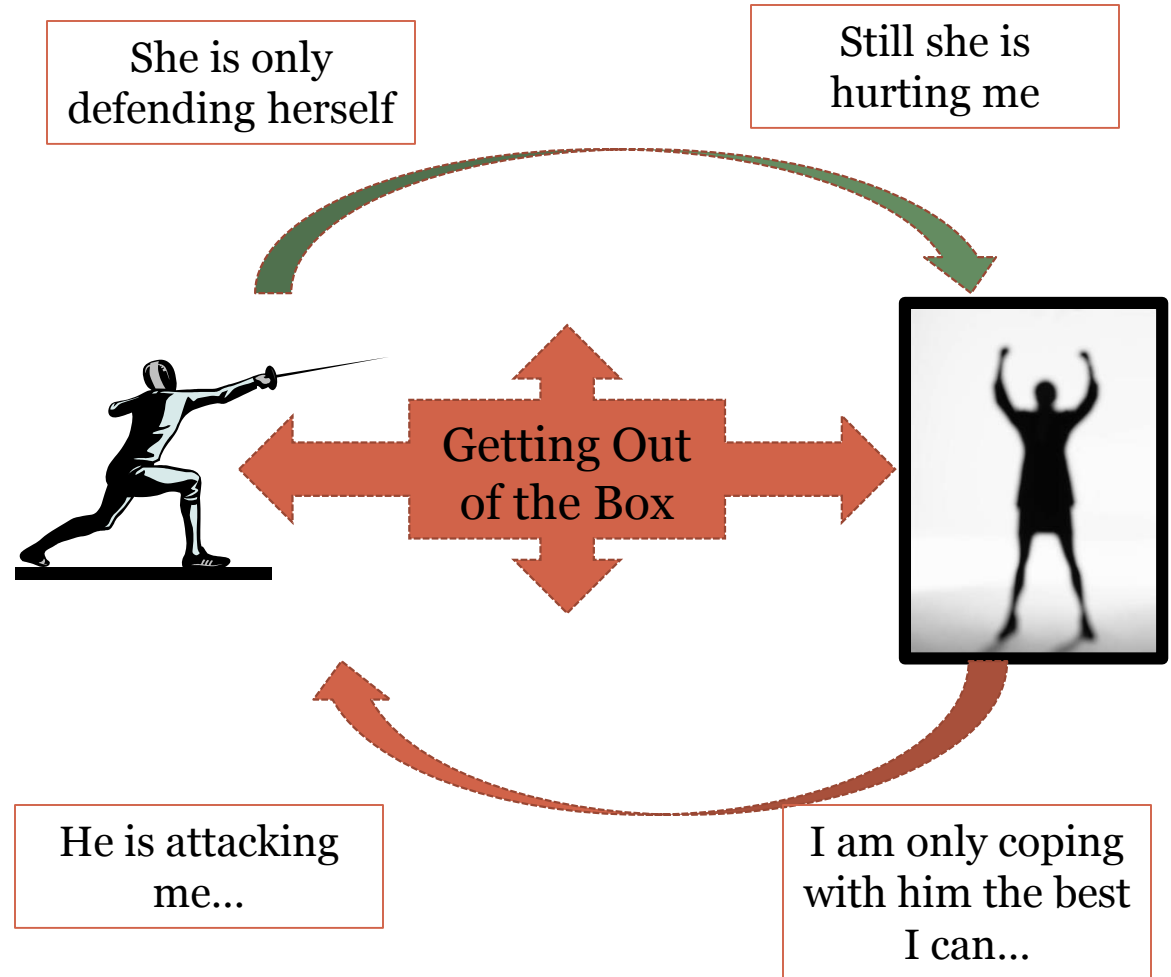 She is only
defending herself
Still she is
hurting me
Getting Out
of the Box
He is attacking
me...
I am only coping
with him the best
I can...